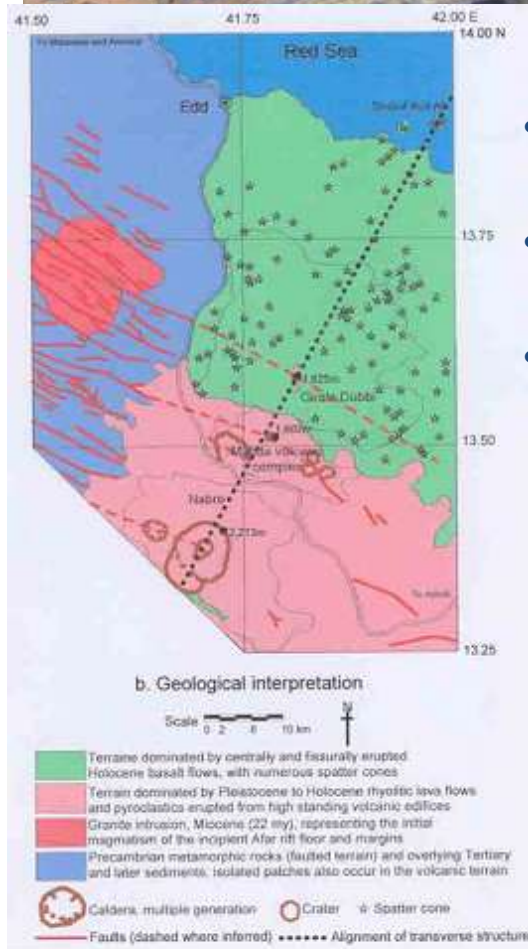 41.50 41.75 42.00 E
14.00 N
Red Sea
Edd
13.75
1,625m
Girale Dubbi
13.50
complex
Nabro
2,213m
13.25
b. Geological interpretation
N
Scale 0 2 6 10 km
Terrane dominated by centrally and fissurally erupted
Holocene basalt flows, with numerous spatter cones
Terrain dominated by Pleistocene to Holocene rhyolitic lava flows
and pyroclastics erupted from high standing volcanic edifices
Granite intrusion, Miocene (22 my), representing the initial
magmatism of the incipient Afar rift floor and margins
Precambrian metamorphic rocks (faulted terrain) and overlying Tertiary
and later sediments, isolated patches also occur in the volcanic terrain
Caldera, multiple generation Crater Spatter cone
Faults (dashed where inferred) Alignment of transverse structure